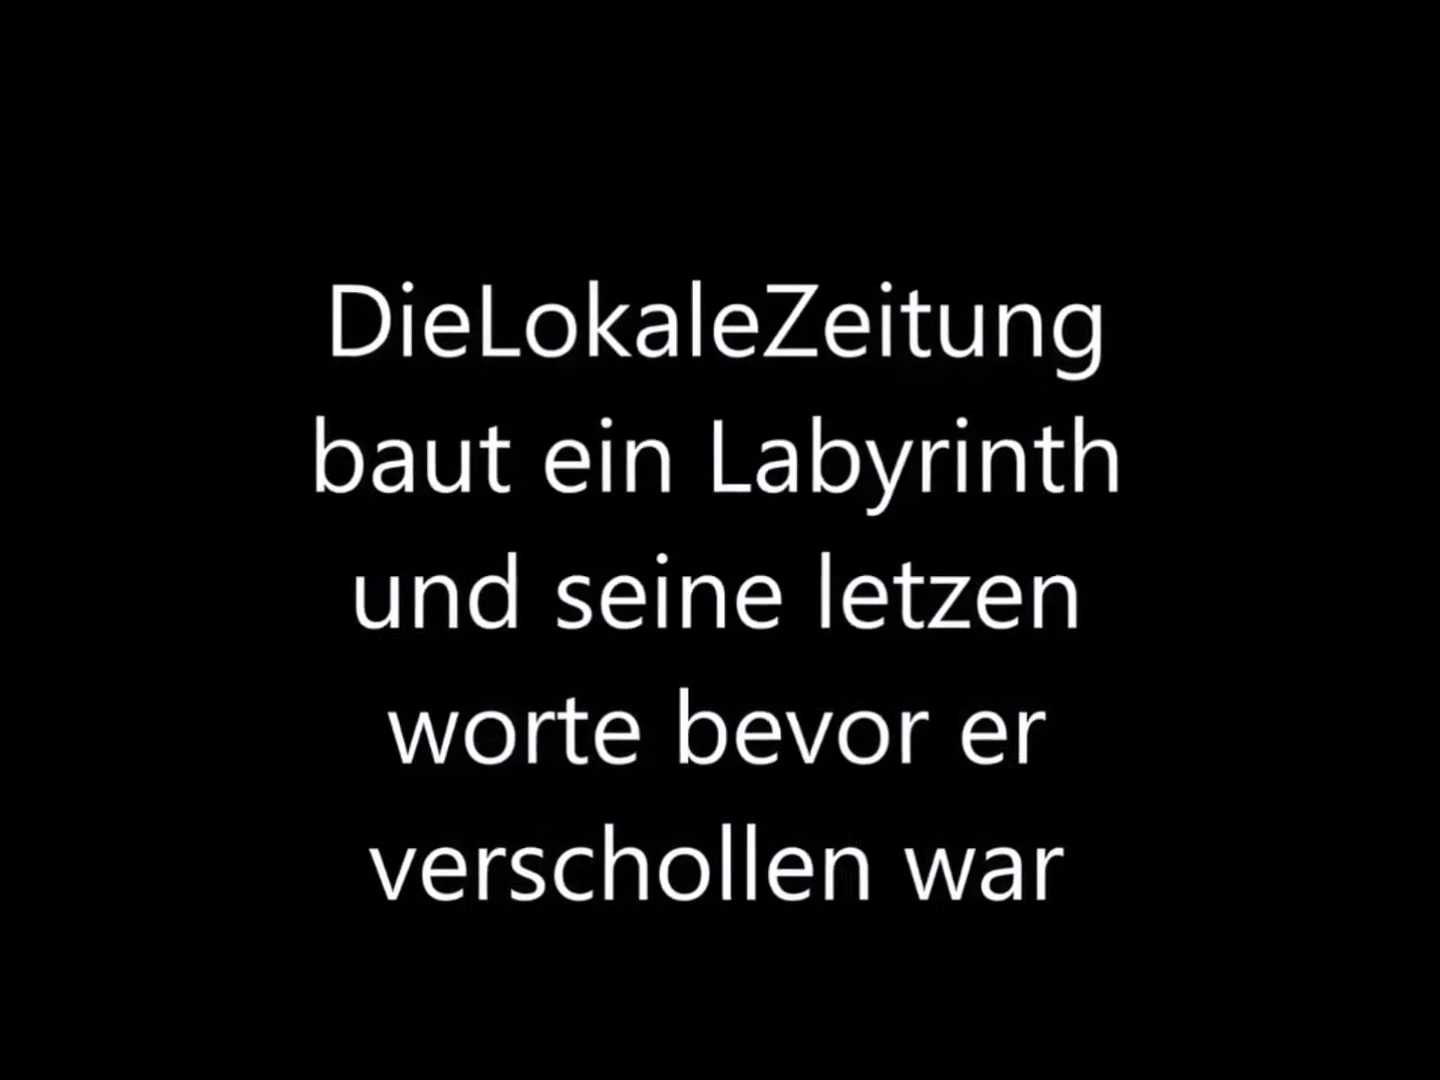 DieLokaleZeitung
baut ein Labyrinth
und seine letzen
worte bevor er
verschollen war